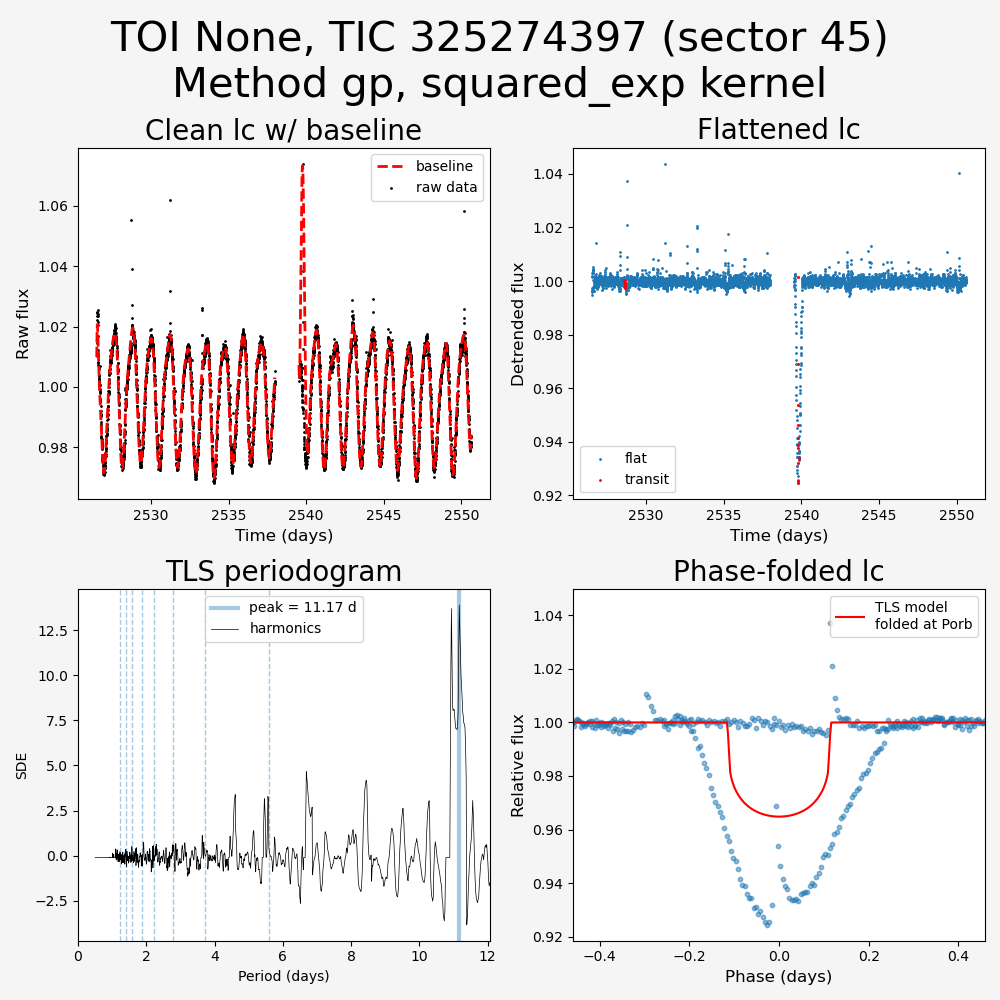 TOI None, TIC 325274397 (sector 45)
Method gp, squared_exp kernel
Clean lc w/ baseline
baseline
raw data
1.06
1.04
1.02
1.00
0.98
Raw flux
2530
2535
2540
2545
2550
Time (days)
Flattened lc
1.04
1.02
1.00
0.98
0.96
0.94
0.92
Detrended flux
flat
transit
2530
2535
2540
2545
2550
Time (days)
TLS periodogram
peak = 11.17 d
harmonics
12.5
10.0
7.5
5.0
2.5
0.0
−2.5
SDE
0
2
4
6
8
10
12
Period (days)
Phase-folded lc
TLS model
folded at Porb
1.04
1.02
1.00
0.98
0.96
0.94
0.92
Relative flux
−0.4
−0.2
0.0
0.2
0.4
Phase (days)